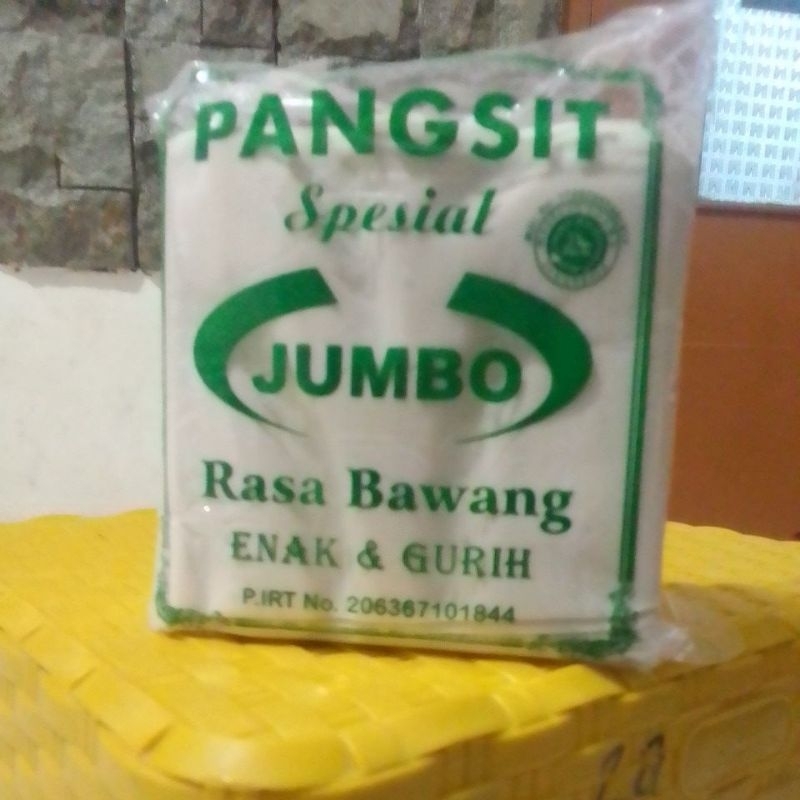 PANGSIT
Spesial
JUMBO
Rasa Bawang
ENAK & GURIH
P.IRT No. 206367101844